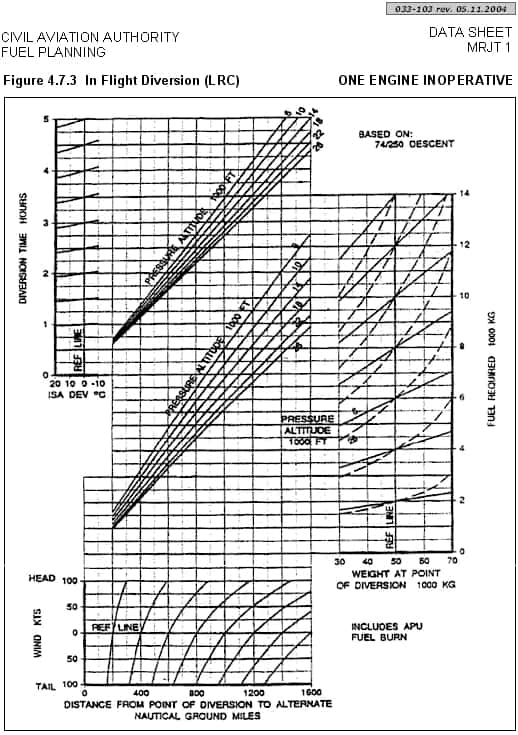 033-103 rev. 05.11.2004
CIVIL AVIATION AUTHORITY
FUEL PLANNING
DATA SHEET
MRJT 1
Figure 4.7.3 In Flight Diversion (LRC)
ONE ENGINE INOPERATIVE
BASED ON:
74/250 DESCENT
5
4
3
2
1
0
DIVERSION TIME HOURS
PRESSURE ALTITUDE 1000 FT
10
14
18
22
26
REF LINE
20 10 0 -10
ISA DEV °C
PRESSURE ALTITUDE 1000 FT
10
18
22
26
14
12
10
8
6
4
2
0
FUEL REQUIRED 1000 KG
PRESSURE
ALTITUDE
1000 FT
REF LINE
30 40 50 60 70
WEIGHT AT POINT
OF DIVERSION 1000 KG
HEAD 100
50
0
50
TAIL 100
WIND KTS
REF LINE
0 400 800 1200 1600
DISTANCE FROM POINT OF DIVERSION TO ALTERNATE
NAUTICAL GROUND MILES
INCLUDES APU
FUEL BURN